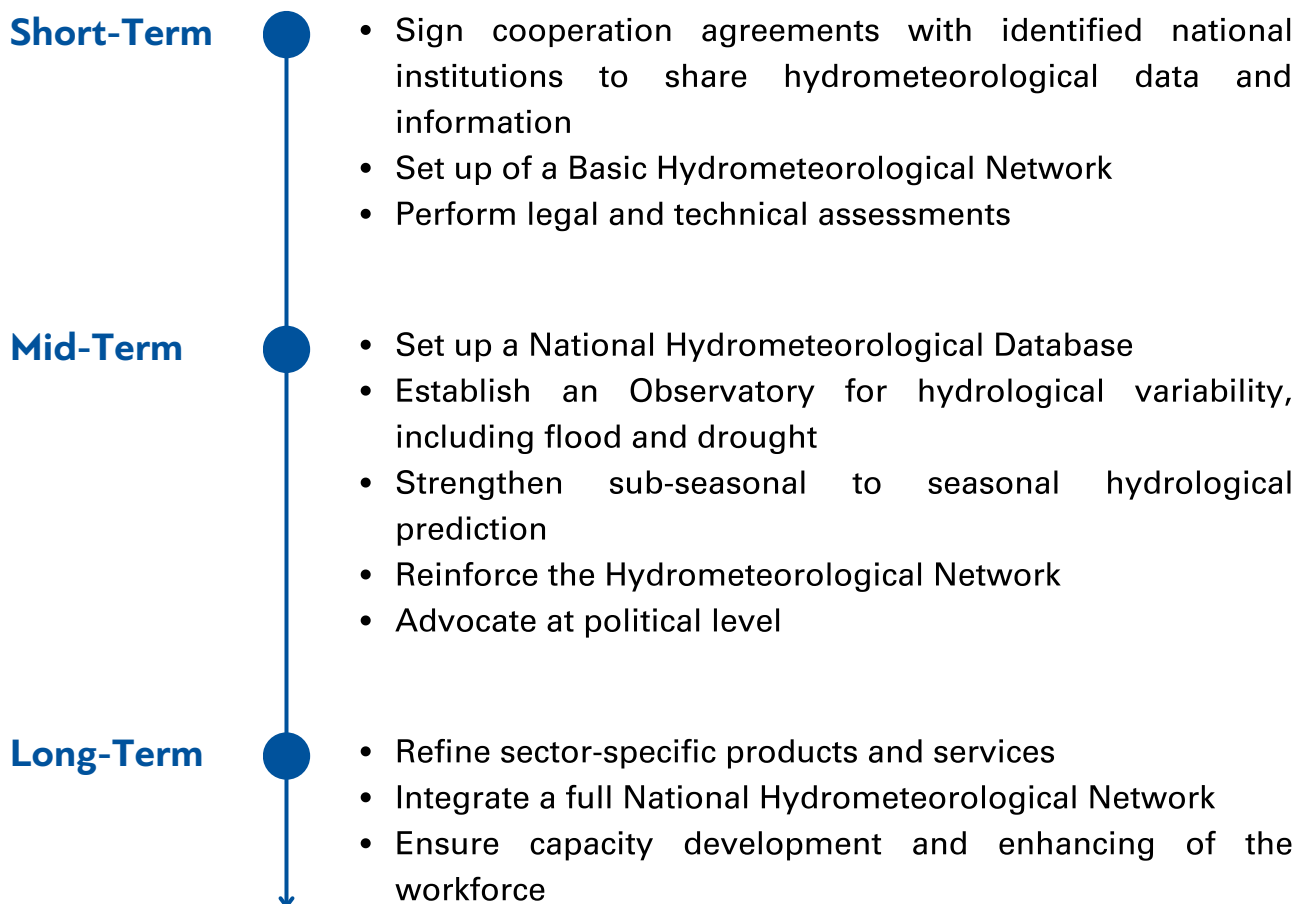 Short-Term
• Sign cooperation agreements with identified national
institutions to share hydrometeorological data and
information
• Set up of a Basic Hydrometeorological Network
• Perform legal and technical assessments
Mid-Term
• Set up a National Hydrometeorological Database
• Establish an Observatory for hydrological variability,
including flood and drought
• Strengthen sub-seasonal to seasonal hydrological
prediction
• Reinforce the Hydrometeorological Network
• Advocate at political level
Long-Term
• Refine sector-specific products and services
• Integrate a full National Hydrometeorological Network
• Ensure capacity development and enhancing of the
workforce